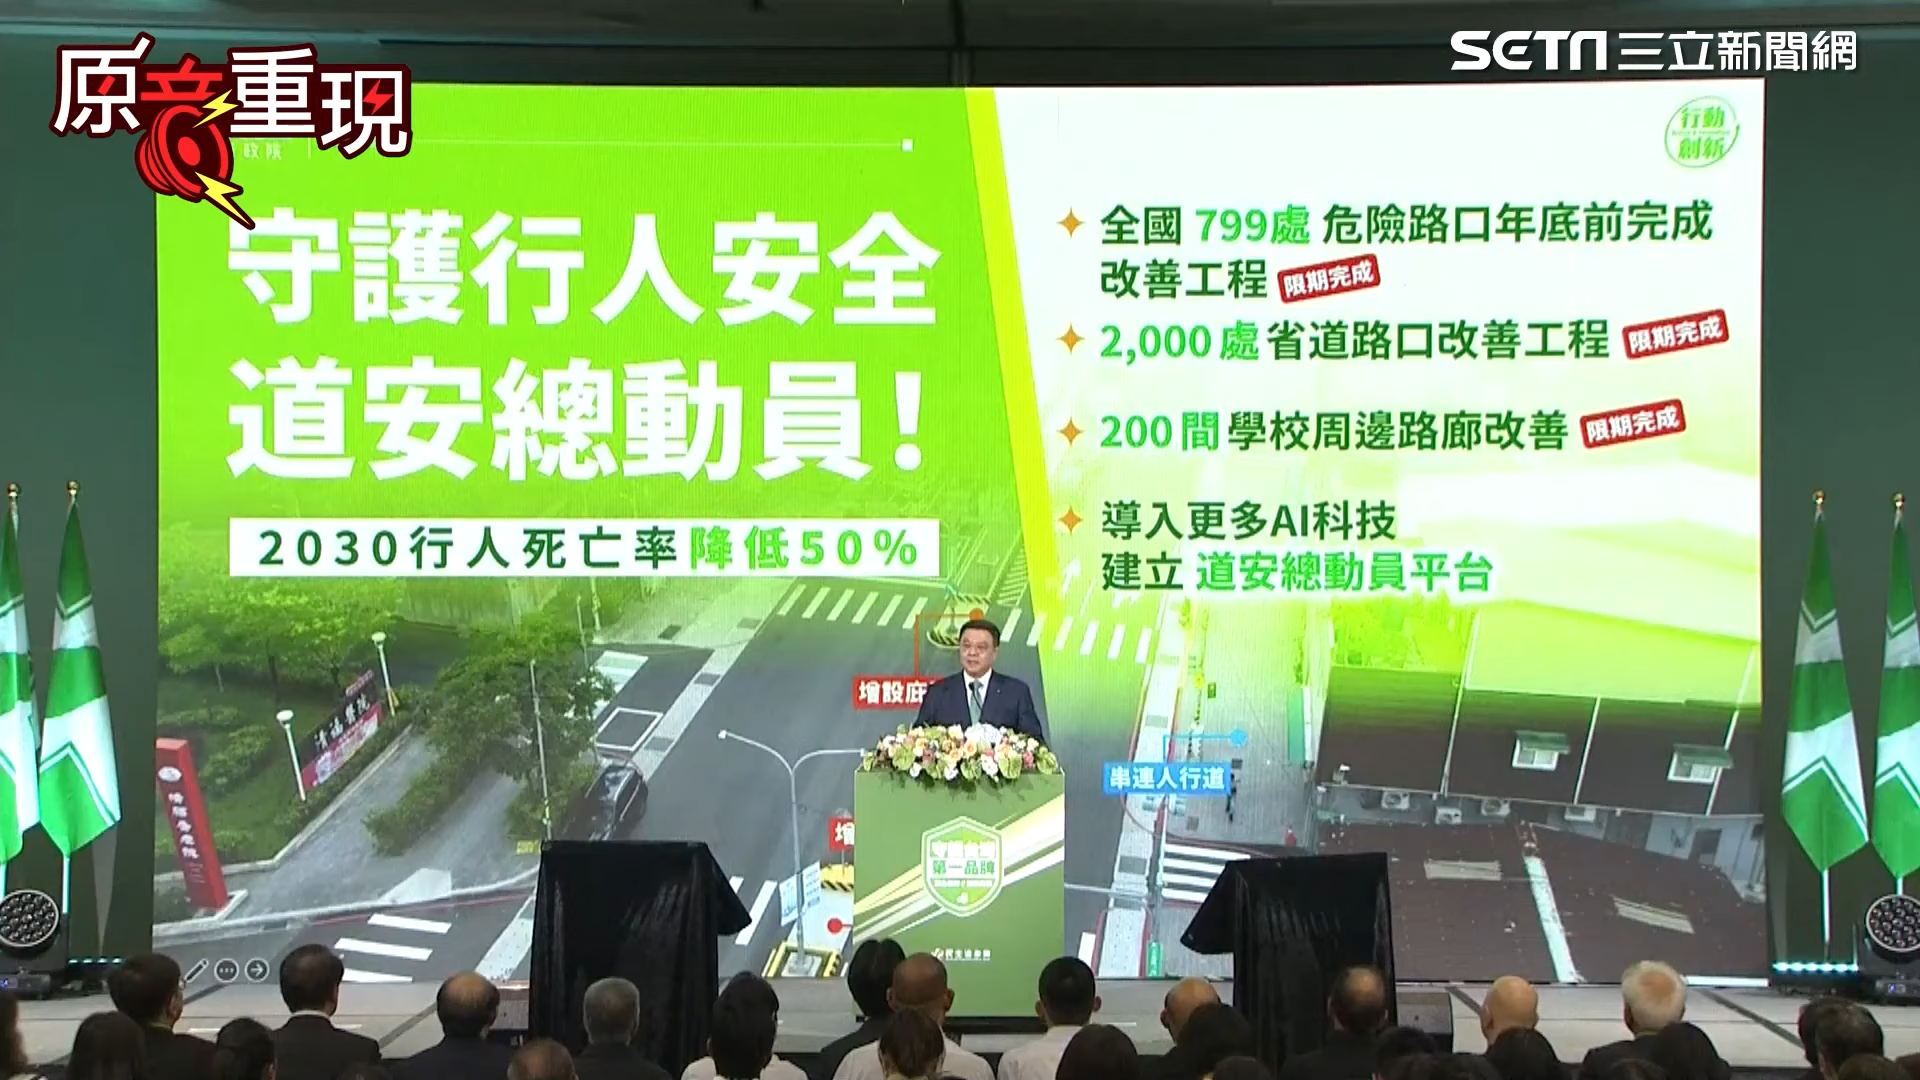 原音重現
SETN三立新聞網
政院
行動
創新
守護行人安全
道安總動員！
2030行人死亡率降低50%
全國 799處 危險路口年底前完成
改善工程 限期完成
2,000處省道路口改善工程 限期完成
200間學校周邊路廊改善 限期完成
導入更多AI科技
建立 道安總動員平台
增設庇
串連人行道
增
第一品牌